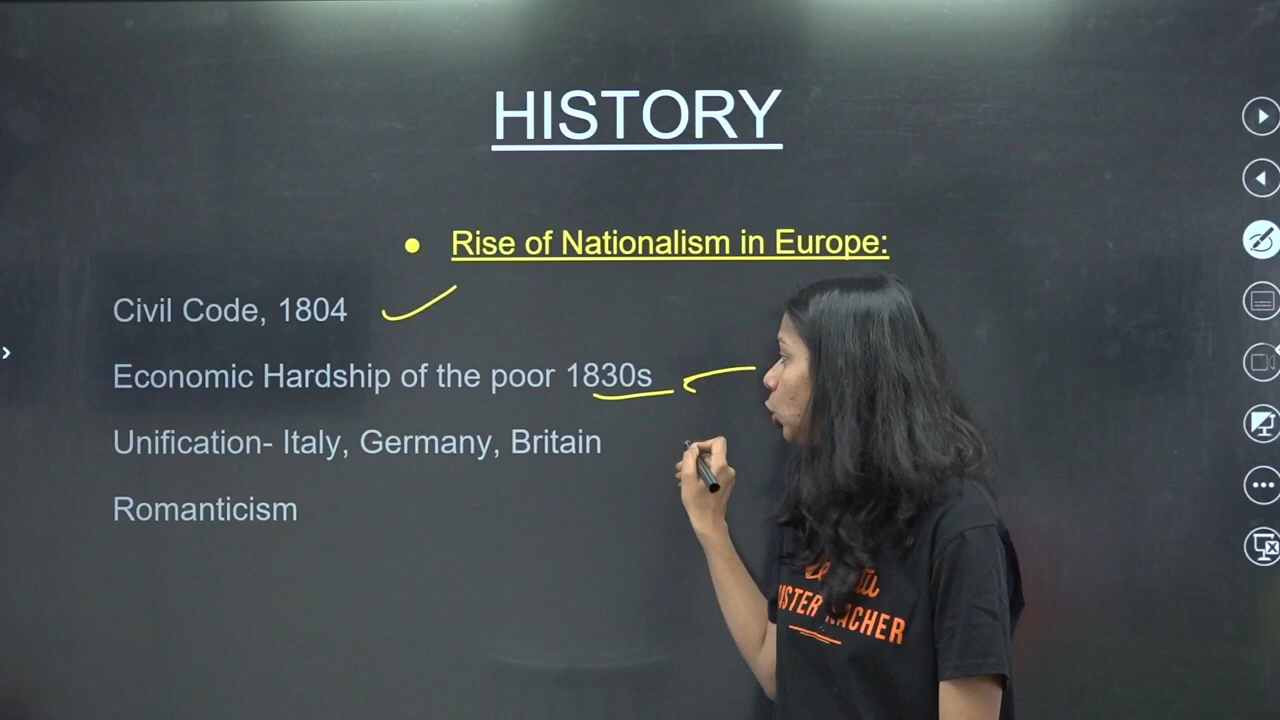 HISTORY
● Rise of Nationalism in Europe:
Civil Code, 1804
Economic Hardship of the poor 1830s
Unification- Italy, Germany, Britain
Romanticism